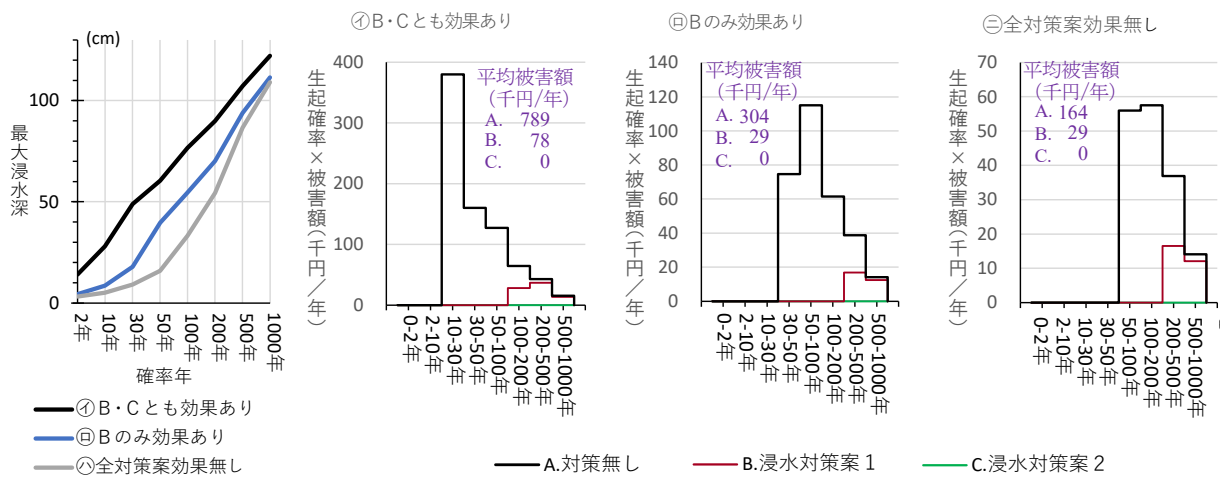 (cm)
100
50
0
最大浸水深
2年
10年
30年
50年
100年
200年
500年
1000年
確率年
㋑B・Cとも効果あり
㋺Bのみ効果あり
㋩全対策案効果無し
㋑B・Cとも効果あり
生起確率×被害額(千円/年)
400
300
200
100
0
平均被害額
(千円/年)
A. 789
B. 78
C. 0
0-2年
2-10年
10-30年
30-50年
50-100年
100-200年
200-500年
500-1000年
㋺Bのみ効果あり
生起確率×被害額(千円/年)
140
120
100
80
60
40
20
0
平均被害額
(千円/年)
A. 304
B. 29
C. 0
0-2年
2-10年
10-30年
30-50年
50-100年
100-200年
200-500年
500-1000年
㊁全対策案効果無し
生起確率×被害額(千円/年)
70
60
50
40
30
20
10
0
平均被害額
(千円/年)
A. 164
B. 29
C. 0
0-2年
2-10年
10-30年
30-50年
50-100年
100-200年
200-500年
500-1000年
A.対策無し
B.浸水対策案1
C.浸水対策案2